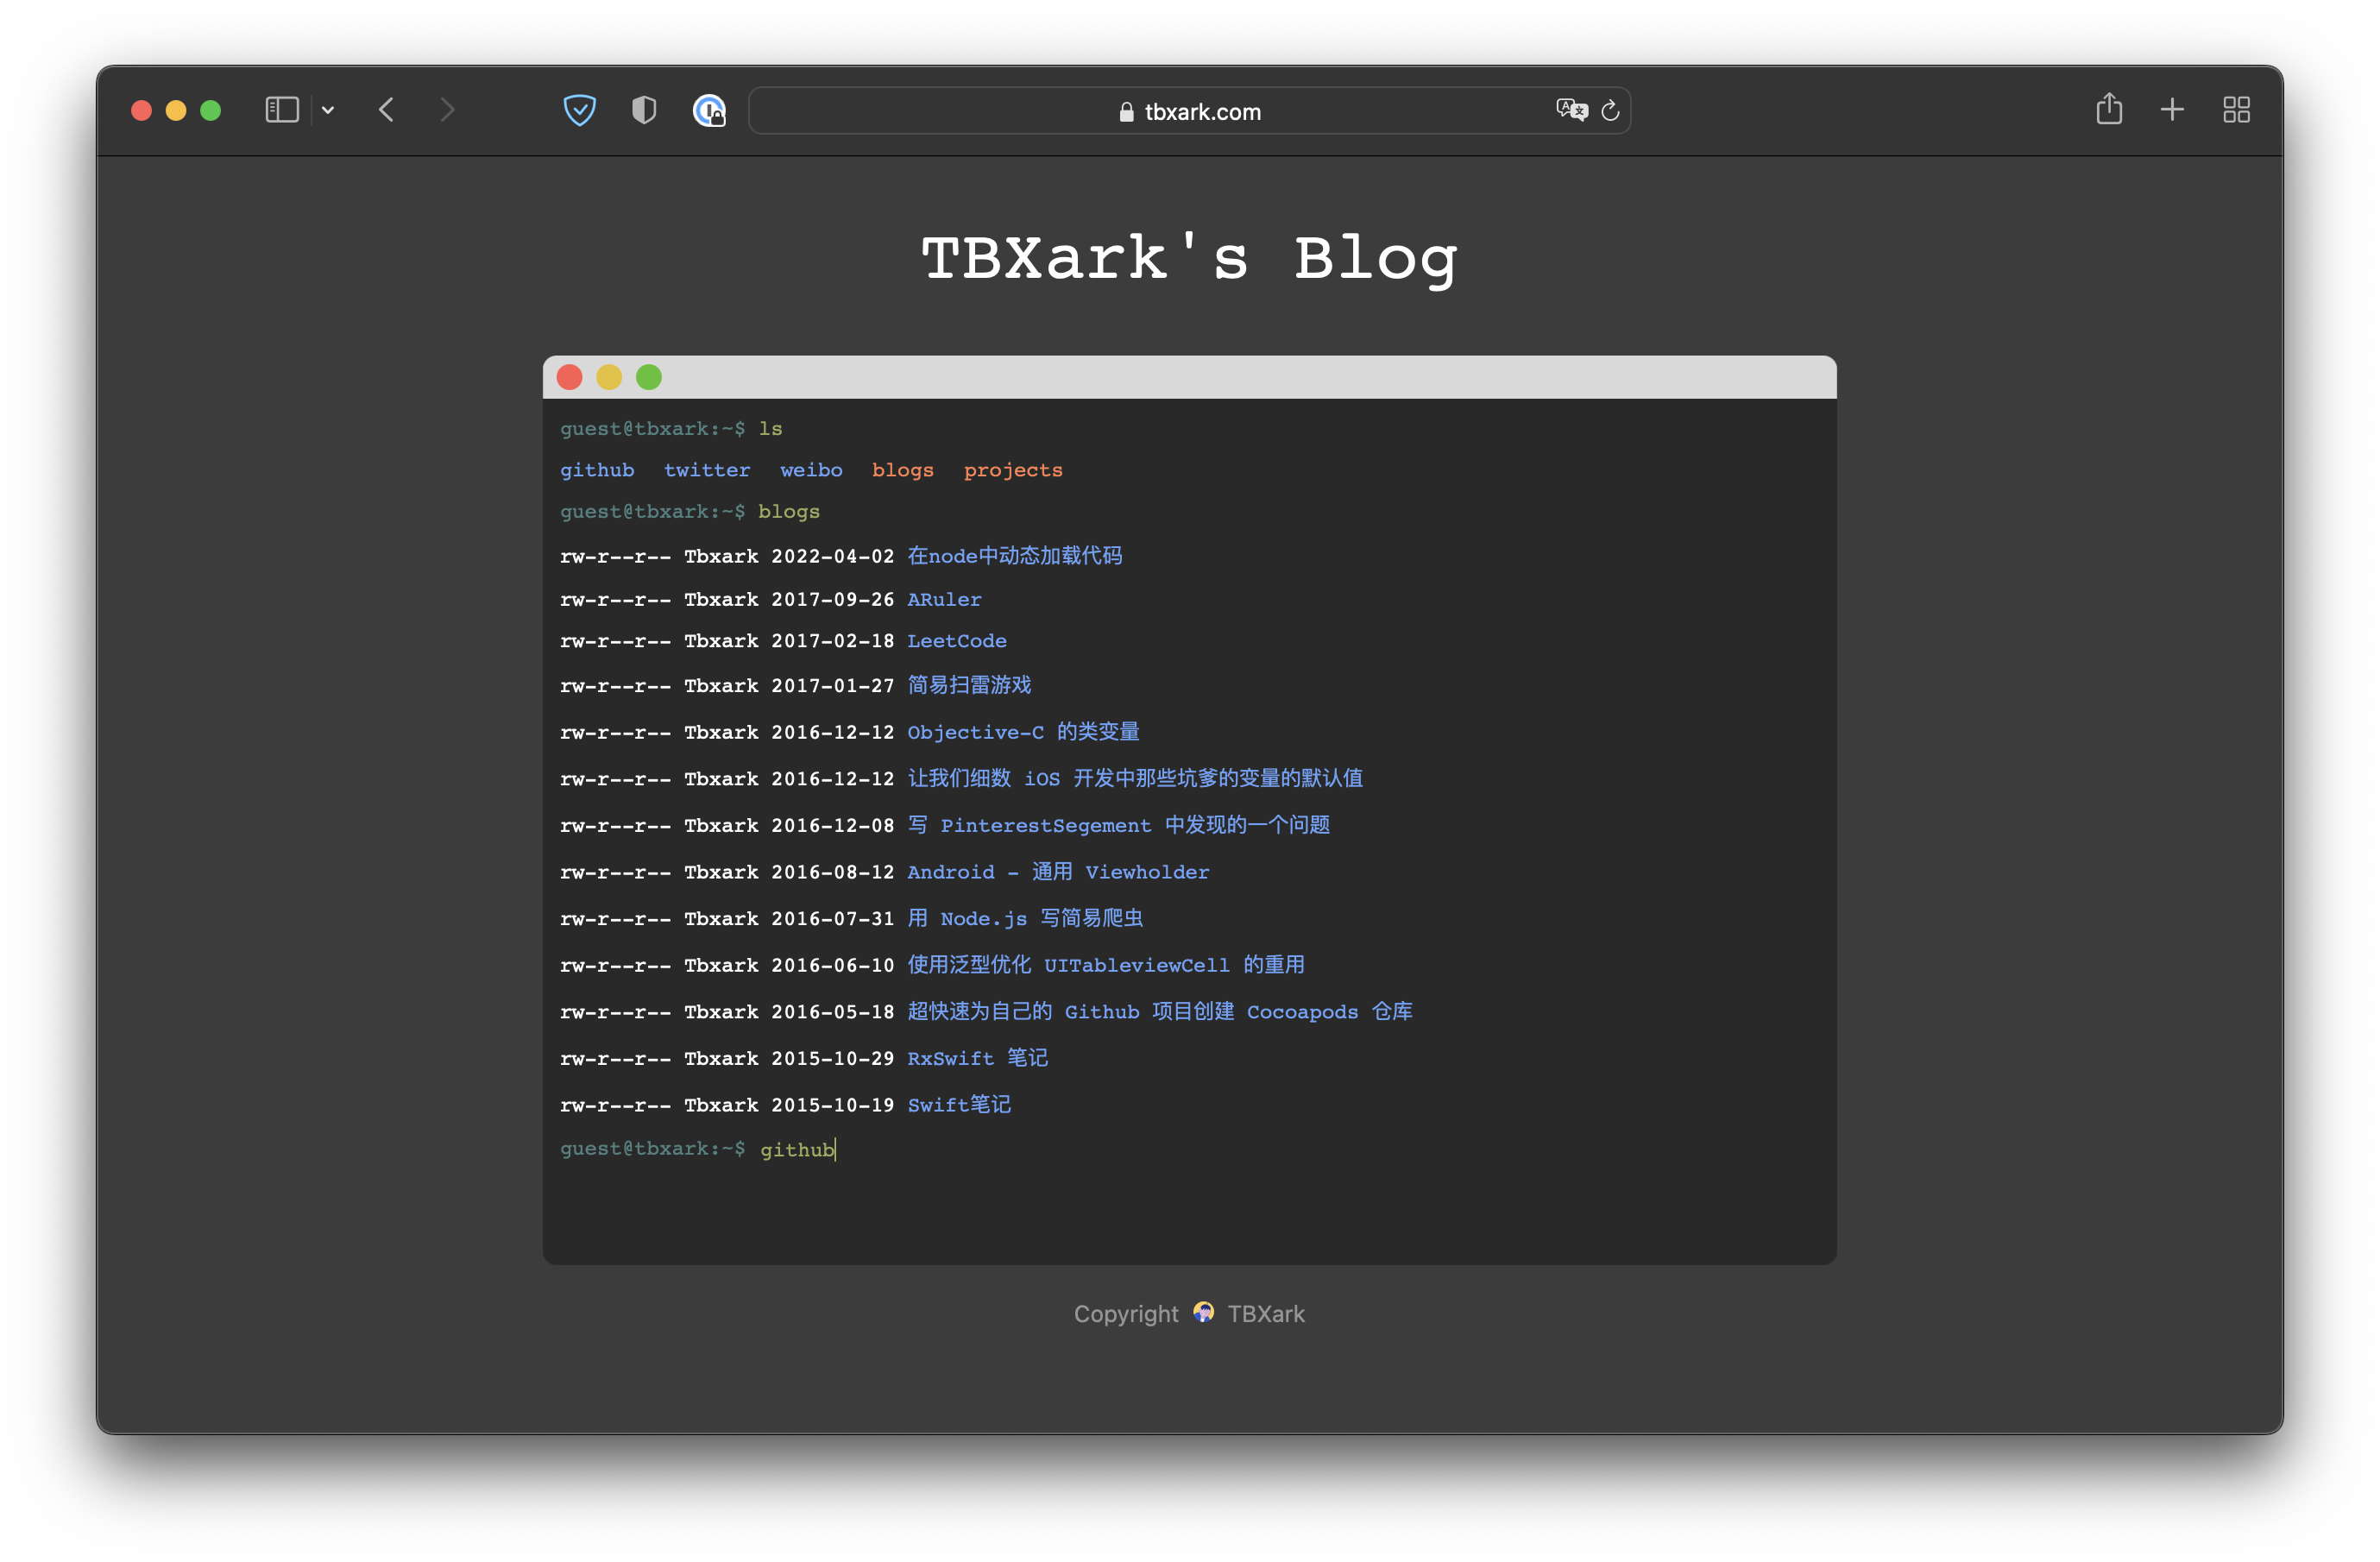 tbxark.com
TBXark's Blog
guest@tbxark:~$ ls
github twitter weibo blogs projects
guest@tbxark:~$ blogs
rw-r--r-- Tbxark 2022-04-02 在node中动态加载代码
rw-r--r-- Tbxark 2017-09-26 ARuler
rw-r--r-- Tbxark 2017-02-18 LeetCode
rw-r--r-- Tbxark 2017-01-27 简易扫雷游戏
rw-r--r-- Tbxark 2016-12-12 Objective-C 的类变量
rw-r--r-- Tbxark 2016-12-12 让我们细数 iOS 开发中那些坑爹的变量的默认值
rw-r--r-- Tbxark 2016-12-08 写 PinterestSegement 中发现的一个问题
rw-r--r-- Tbxark 2016-08-12 Android - 通用 Viewholder
rw-r--r-- Tbxark 2016-07-31 用 Node.js 写简易爬虫
rw-r--r-- Tbxark 2016-06-10 使用泛型优化 UITableviewCell 的重用
rw-r--r-- Tbxark 2016-05-18 超快速为自己的 Github 项目创建 Cocoapods 仓库
rw-r--r-- Tbxark 2015-10-29 RxSwift 笔记
rw-r--r-- Tbxark 2015-10-19 Swift笔记
guest@tbxark:~$ github
Copyright TBXark